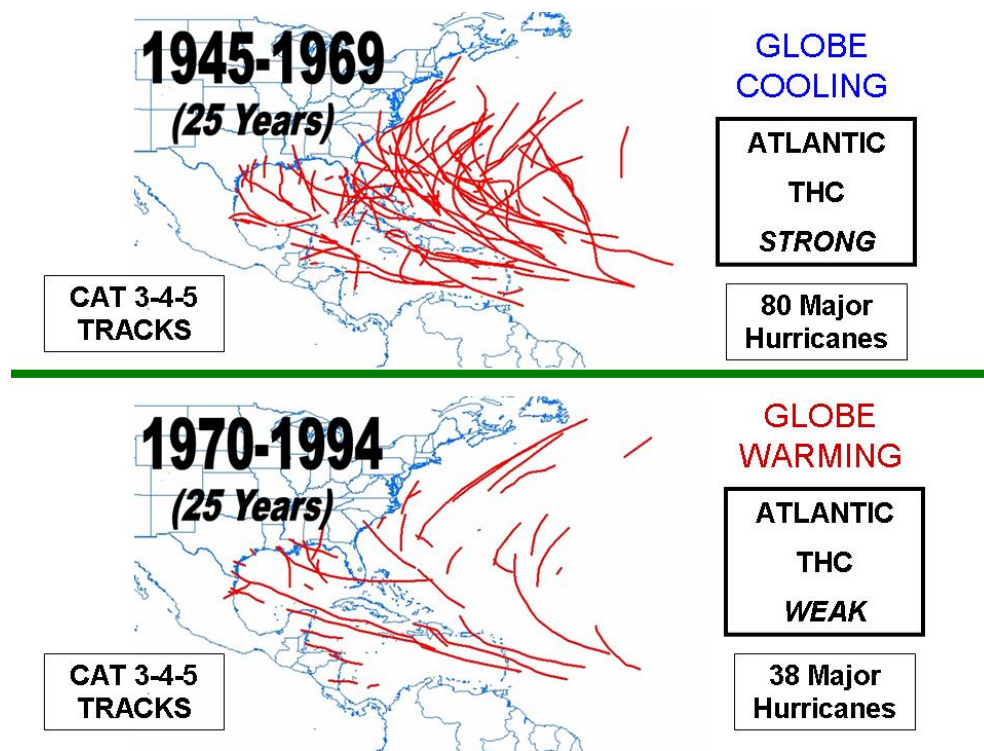 1945-1969
(25 Years)
GLOBE
COOLING
ATLANTIC
THC
STRONG
CAT 3-4-5
TRACKS
80 Major
Hurricanes
1970-1994
(25 Years)
GLOBE
WARMING
ATLANTIC
THC
WEAK
CAT 3-4-5
TRACKS
38 Major
Hurricanes